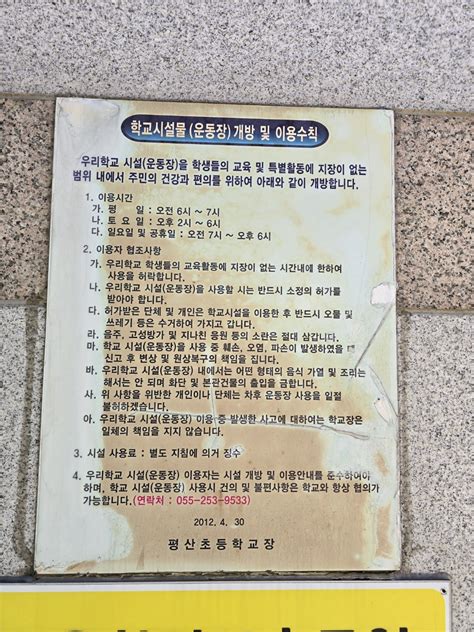 학교시설물 (운동장) 개방 및 이용수칙
우리학교 시설(운동장)을 학생들의 교육 및 특별활동에 지장이 없는
범위 내에서 주민의 건강과 편의를 위하여 아래와 같이 개방합니다.
1. 이용시간
가. 평 일 : 오전 6시 ~ 7시
나. 토 요 일 : 오후 2시 ~ 6시
다. 일요일 및 공휴일 : 오전 7시 ~ 오후 6시
2. 이용자 협조사항
가. 우리학교 학생들의 교육활동에 지장이 없는 시간내에 한하여
사용을 허락합니다.
나. 우리학교 시설(운동장)을 사용할 시는 반드시 소정의 허가를
받아야 합니다.
다. 허가받은 단체 및 개인은 학교시설을 이용한 후 반드시 오물 및
쓰레기 등은 수거하여 가지고 갑니다.
라. 음주, 고성방가 및 지나친 응원 등의 소란은 절대 삼갑니다.
마. 학교 시설(운동장)을 사용 중 훼손, 오염, 파손이 발생하였을 때
신고 후 변상 및 원상복구의 책임을 집니다.
바. 우리학교 시설(운동장) 내에서는 어떤 형태의 음식 가열 및 조리는
해서는 안 되며 화단 및 본관건물의 출입을 금합니다.
사. 위 사항을 위반한 개인이나 단체는 차후 운동장 사용을 일절
불허하겠습니다.
아. 우리학교 시설(운동장) 이용 중 발생한 사고에 대하여는 학교장은
일체의 책임을 지지 않습니다.
3. 시설 사용료 : 별도 지침에 의거 징수
4. 우리학교 시설(운동장) 이용자는 시설 개방 및 이용안내를 준수하여야
하며, 학교 시설(운동장) 사용시 건의 및 불편사항은 학교와 항상 협의가
가능합니다.(연락처 : 055-253-9533)
2012. 4. 30
평산초등학교장